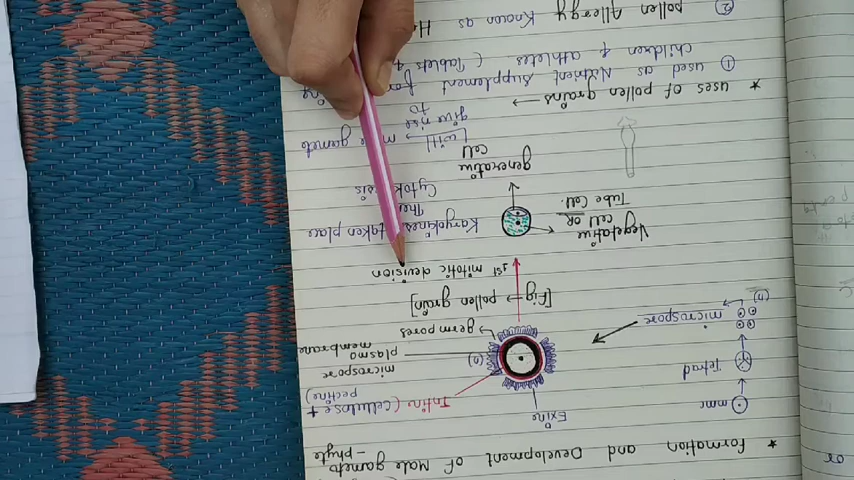 * Formation and Development of Male gameto
-phyte
mmc
Exine
Intine (Cellulose +
pectine)
Tetrad
(n)
microspore
plasmo
membrane
germ pores
microspore
(n)
[Fig → pollen grain]
1st mitotic devision
Vegetative
cell OR
Tube Cell.
Karyokinesis taken place
Then
Cytokinesis
generative
cell
will
give rise
to
male gamete
* uses of pollen grains →
① used as Nutrient Supplement for
children & athletes (Tablets &
② pollen Allergy Known as
or